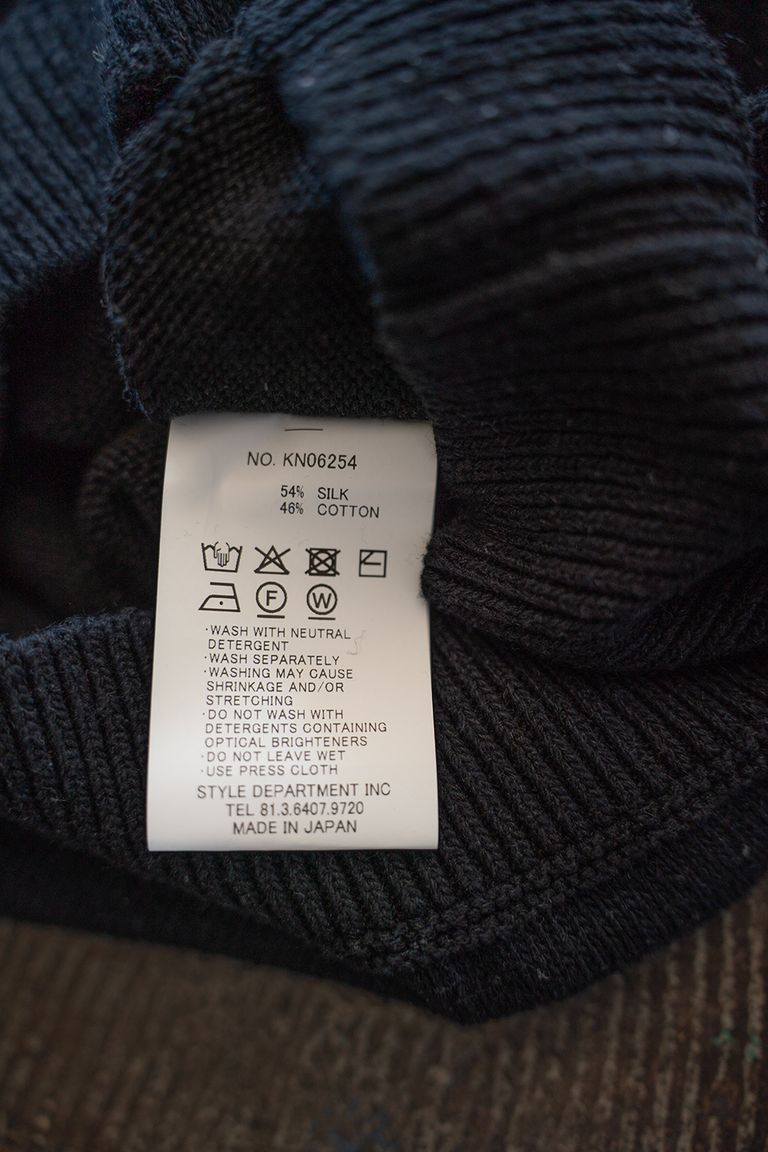 NO. KN06254
54% SILK
46% COTTON
F W
·WASH WITH NEUTRAL
DETERGENT
·WASH SEPARATELY
·WASHING MAY CAUSE
SHRINKAGE AND/OR
STRETCHING
·DO NOT WASH WITH
DETERGENTS CONTAINING
OPTICAL BRIGHTENERS
·DO NOT LEAVE WET
·USE PRESS CLOTH
STYLE DEPARTMENT INC
TEL 81.3.6407.9720
MADE IN JAPAN